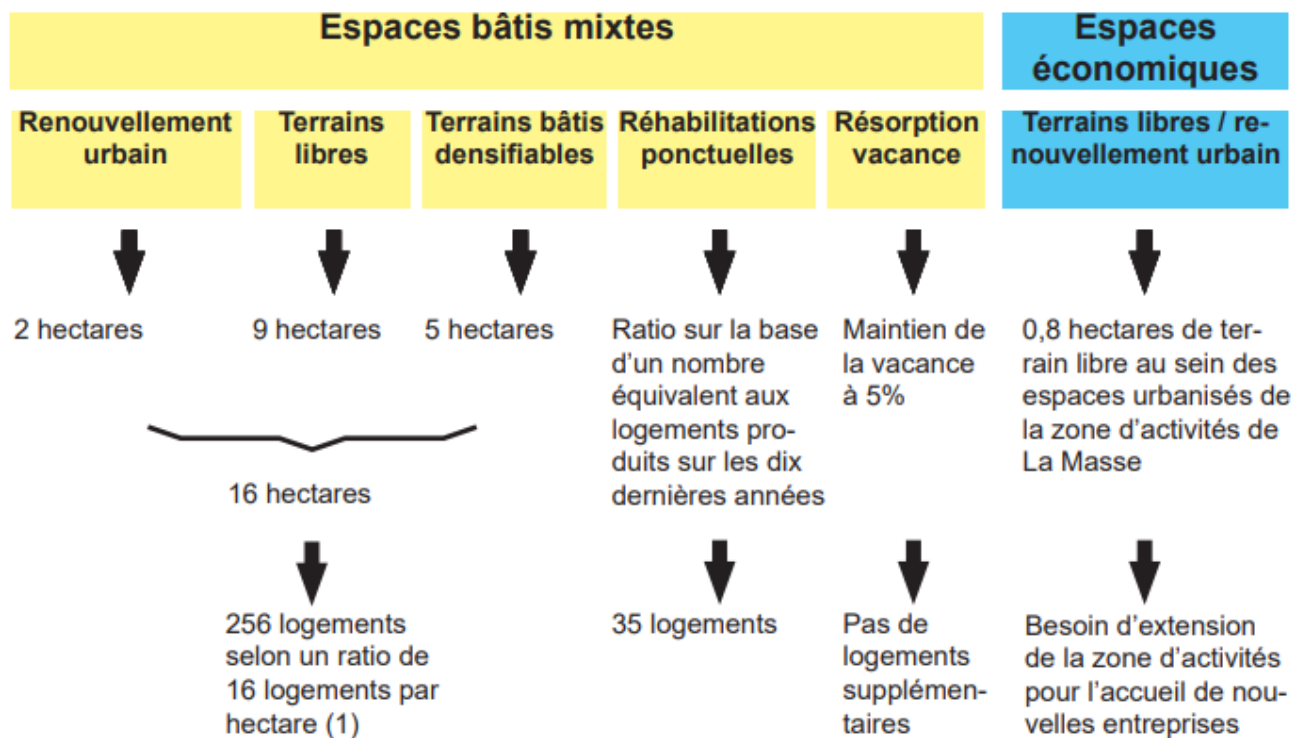 Espaces bâtis mixtes
Espaces
économiques
Renouvellement
urbain
Terrains
libres
Terrains bâtis
densifiables
Réhabilitations
ponctuelles
Résorption
vacance
Terrains libres / re-
nouvellement urbain
2 hectares
9 hectares
5 hectares
Ratio sur la base
d'un nombre
équivalent aux
logements pro-
duits sur les dix
dernières années
Maintien de
la vacance
à 5%
0,8 hectares de ter-
rain libre au sein des
espaces urbanisés de
la zone d'activités de
La Masse
16 hectares
256 logements
selon un ratio de
16 logements par
hectare (1)
35 logements
Pas de
logements
supplémen-
taires
Besoin d'extension
de la zone d'activités
pour l'accueil de nou-
velles entreprises